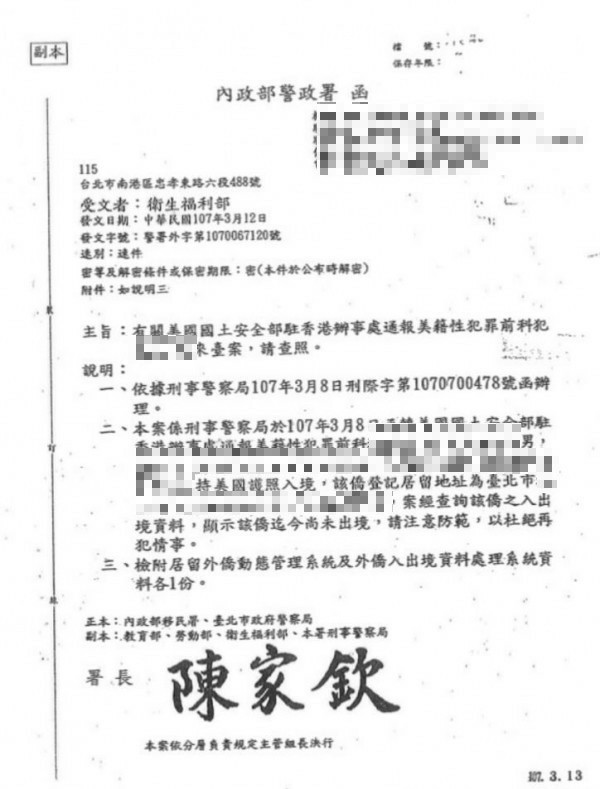 副本
檔　　號：
保存年限：
內政部警政署　函
115
台北市南港區忠孝東路六段488號
受文者：衛生福利部
發文日期：中華民國107年3月12日
發文字號：警署外字第1070067120號
速別：速件
密等及解密條件或保密期限：密(本件於公布時解密)
附件：如說明三
主旨：有關美國國土安全部駐香港辦事處通報美籍性犯罪前科犯
來臺案，請查照。
說明：
一、依據刑事警察局107年3月8日刑際字第1070700478號函辦
理。
二、本案係刑事警察局於107年3月8 美國國土安全部駐
香港辦事處通報美籍性犯罪前科 男，
持美國護照入境，該僑登記居留地址為臺北市
，案經查詢該僑之入出
境資料，顯示該僑迄今尚未出境，請注意防範，以杜絕再
犯情事。
三、檢附居留外僑動態管理系統及外僑入出境資料處理系統資
料各1份。
正本：內政部移民署、臺北市政府警察局
副本：教育部、勞動部、衛生福利部、本署刑事警察局
署長 陳家欽
本案依分層負責規定主管組長決行
裝
訂
線
107. 3. 13